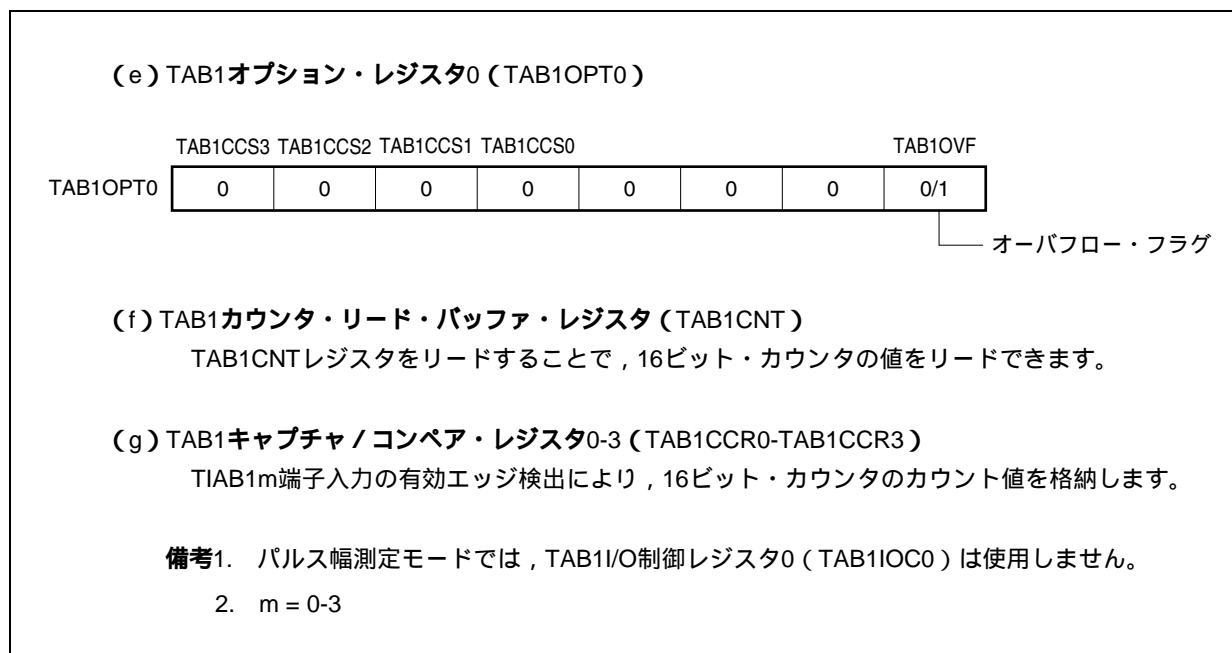 (e)TAB1オプション・レジスタ0(TAB1OPT0)
TAB1CCS3 TAB1CCS2 TAB1CCS1 TAB1CCS0 TAB1OVF
TAB1OPT0 0 0 0 0 0 0 0 0/1
オーバフロー・フラグ
(f)TAB1カウンタ・リード・バッファ・レジスタ(TAB1CNT)
TAB1CNTレジスタをリードすることで,16ビット・カウンタの値をリードできます。
(g)TAB1キャプチャ/コンペア・レジスタ0-3(TAB1CCR0-TAB1CCR3)
TIAB1m端子入力の有効エッジ検出により,16ビット・カウンタのカウント値を格納します。
備考1. パルス幅測定モードでは,TAB1I/O制御レジスタ0(TAB1IOC0)は使用しません。
2. m = 0-3